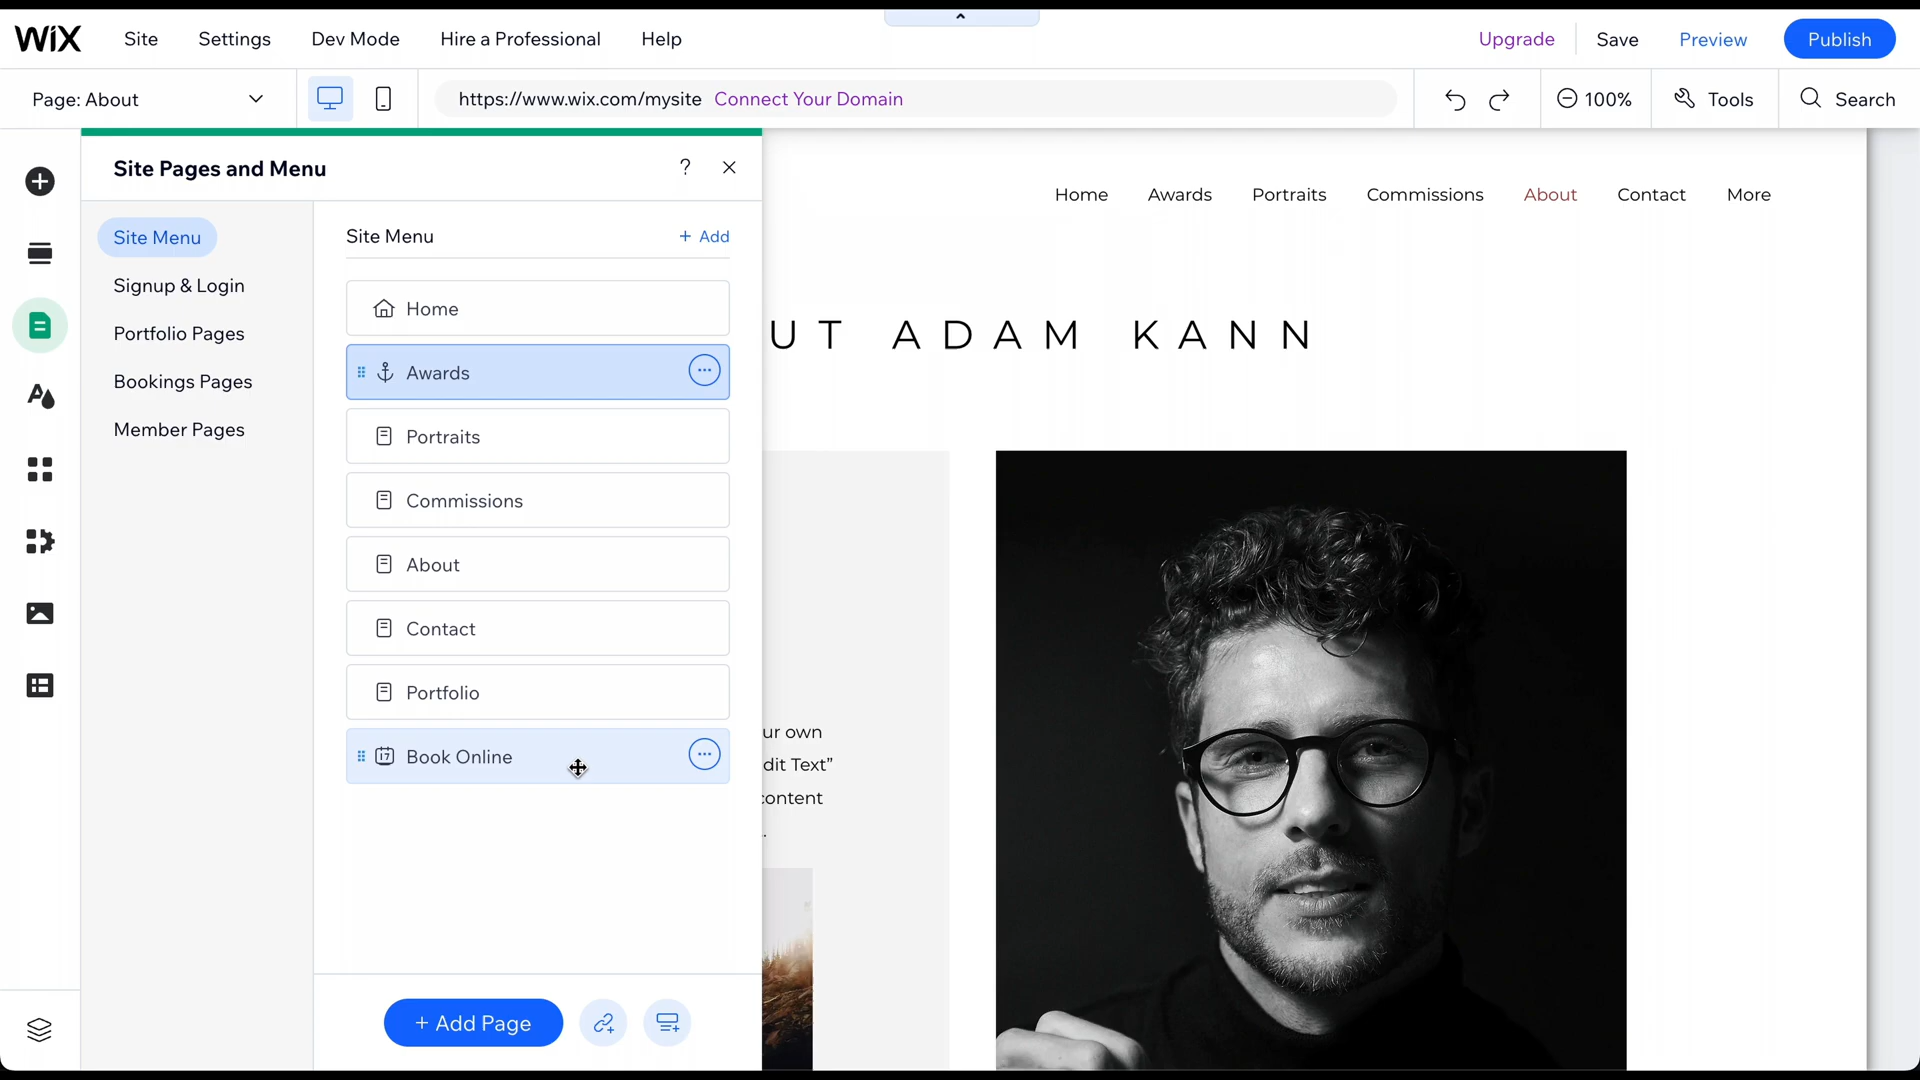 WiX Site Settings Dev Mode Hire a Professional Help Upgrade Save Preview Publish
Page: About https://www.wix.com/mysite Connect Your Domain 100% Tools Search
Site Pages and Menu ?
Site Menu
Signup & Login
Portfolio Pages
Bookings Pages
Member Pages
Site Menu + Add
Home
Awards
Portraits
Commissions
About
Contact
Portfolio
17 Book Online
+ Add Page
Home Awards Portraits Commissions About Contact More
UT ADAM KANN
ur own
dit Text”
content
.